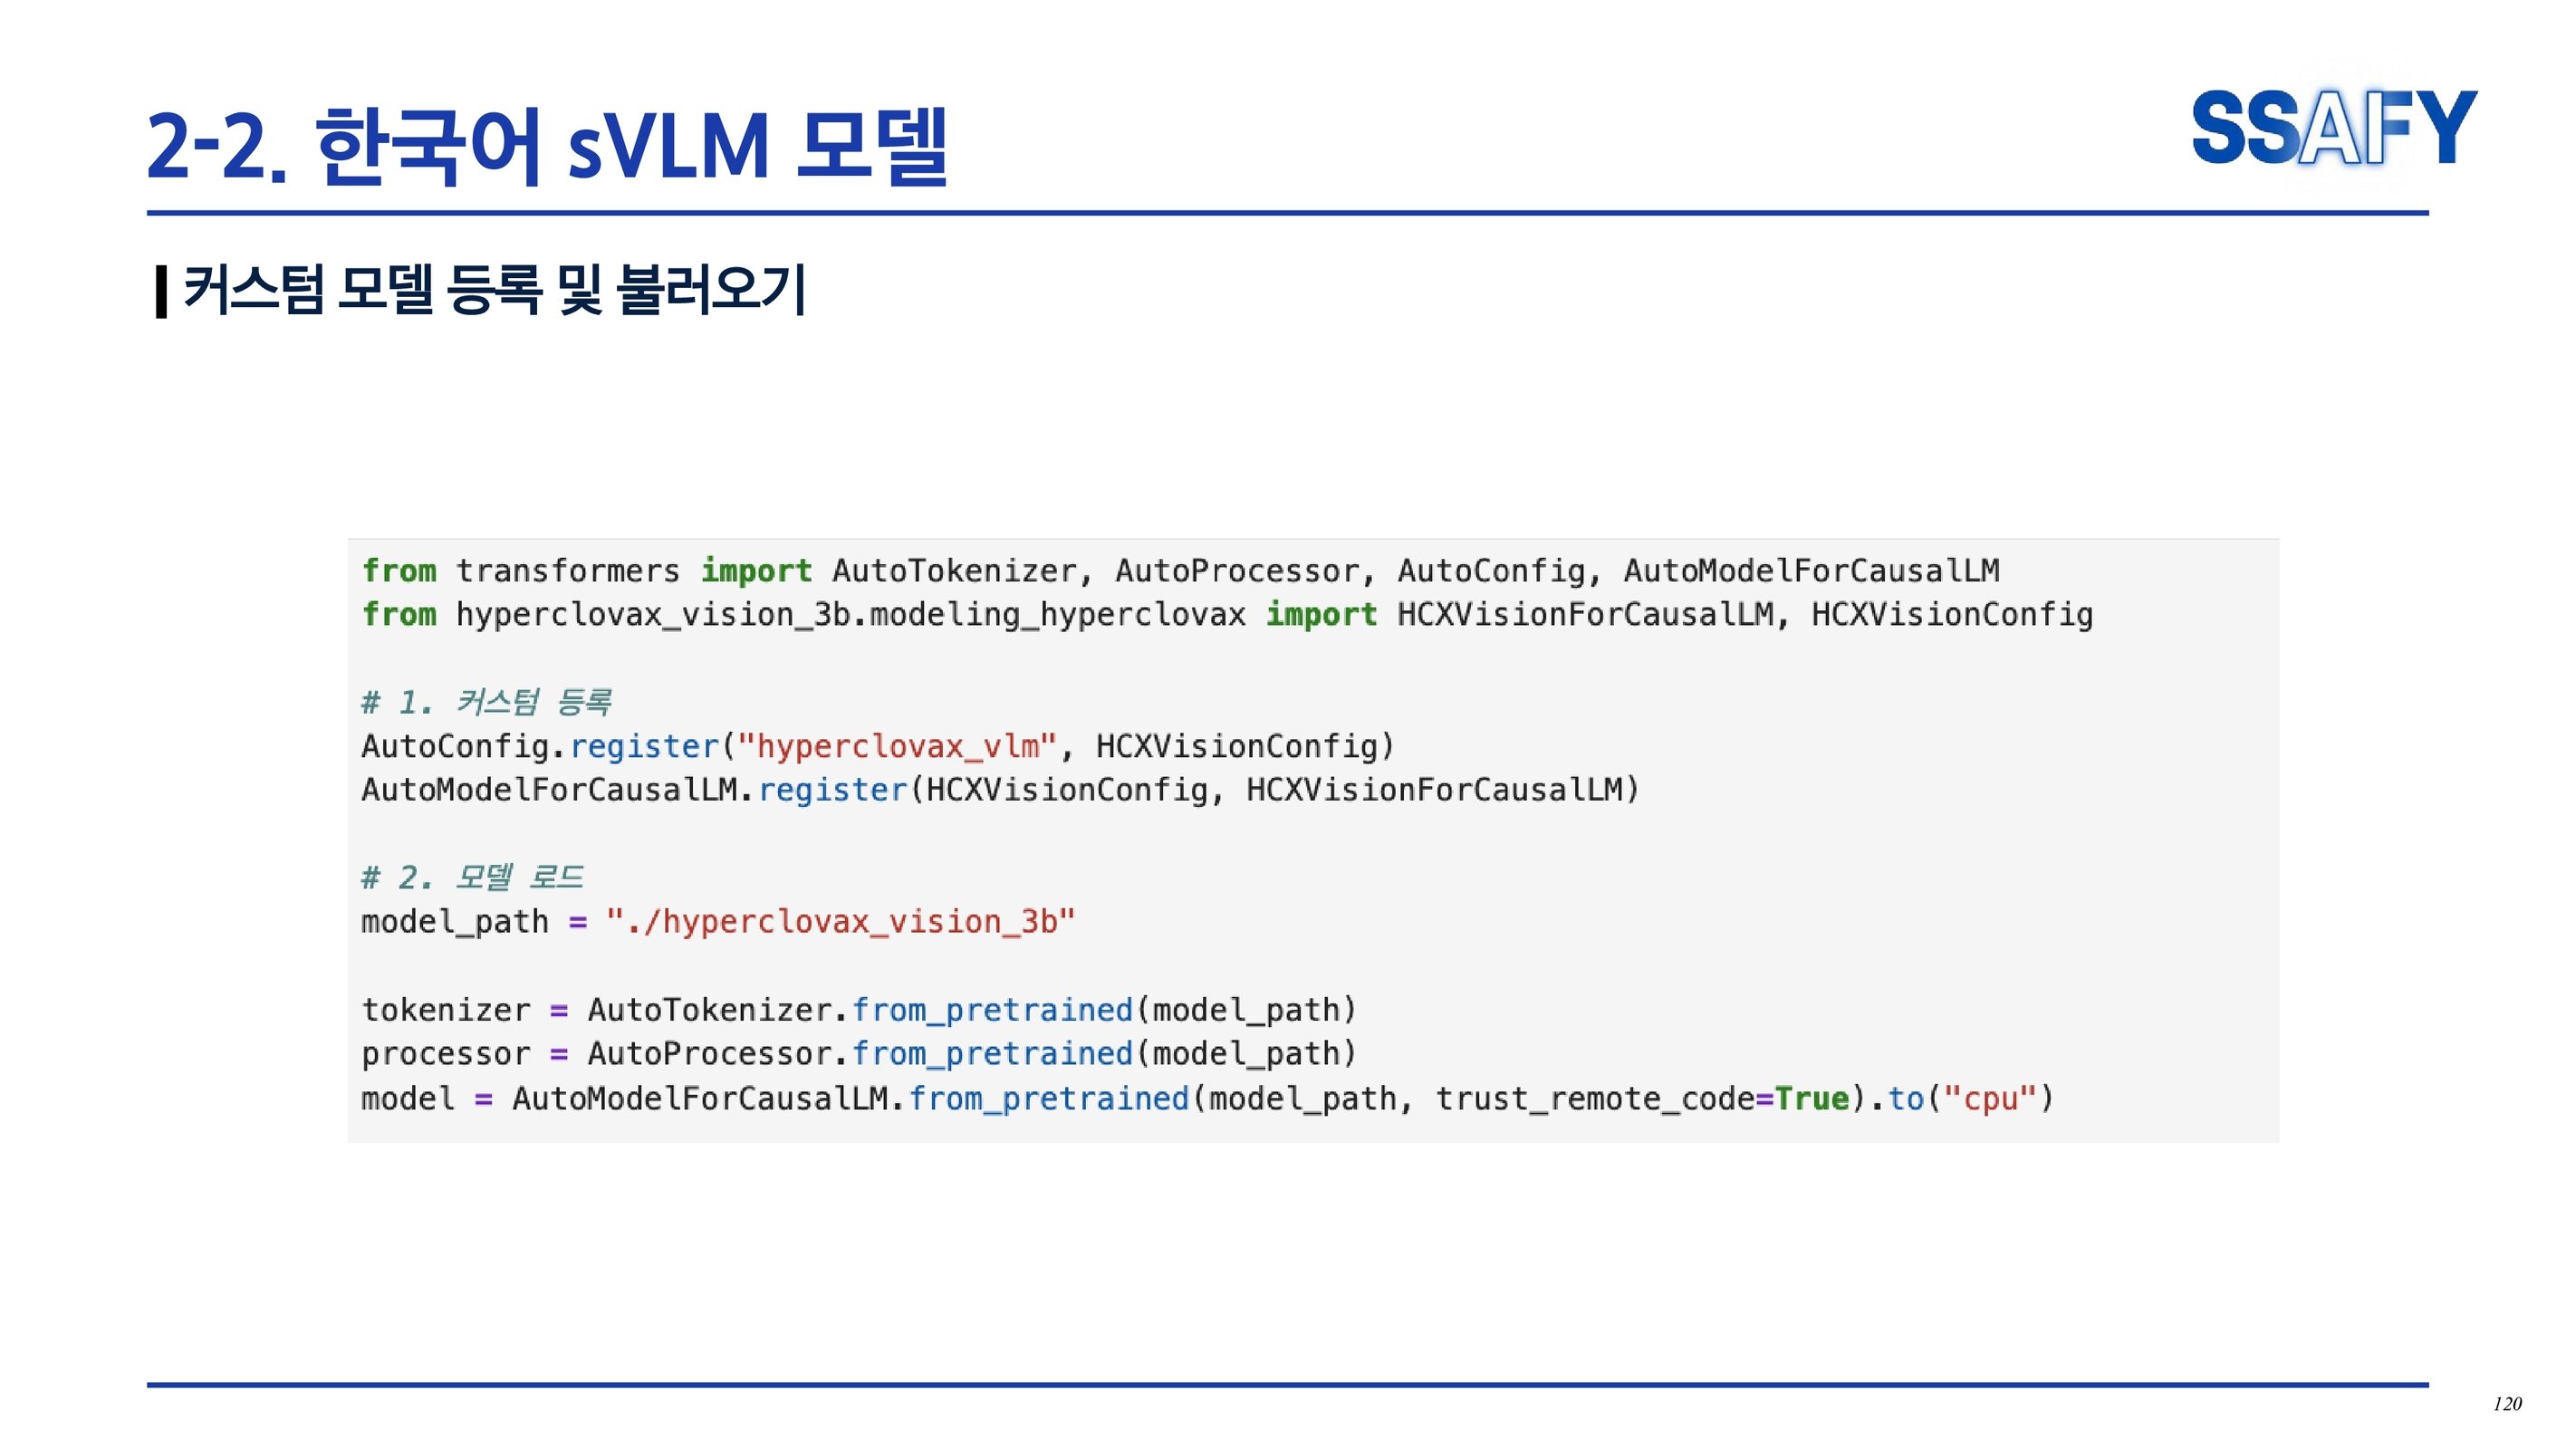 2-2. 한국어 sVLM 모델
SSAFY
커스텀 모델 등록 및 불러오기
from transformers import AutoTokenizer, AutoProcessor, AutoConfig, AutoModelForCausalLM
from hyperclovax_vision_3b.modeling_hyperclovax import HCXVisionForCausalLM, HCXVisionConfig
# 1. 커스텀 등록
AutoConfig.register("hyperclovax_vlm", HCXVisionConfig)
AutoModelForCausalLM.register(HCXVisionConfig, HCXVisionForCausalLM)
# 2. 모델 로드
model_path = "./hyperclovax_vision_3b"
tokenizer = AutoTokenizer.from_pretrained(model_path)
processor = AutoProcessor.from_pretrained(model_path)
model = AutoModelForCausalLM.from_pretrained(model_path, trust_remote_code=True).to("cpu")
120